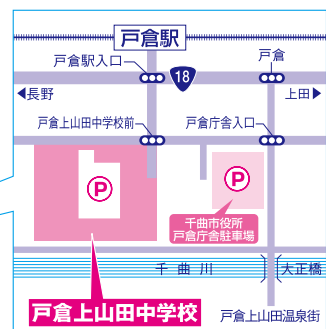 戸倉駅
戸倉駅入口
18
戸倉
◀長野
上田▶
戸倉上山田中学校前
戸倉庁舎入口
P
P
千曲市役所
戸倉庁舎駐車場
千曲川
大正橋
戸倉上山田中学校
戸倉上山田温泉街